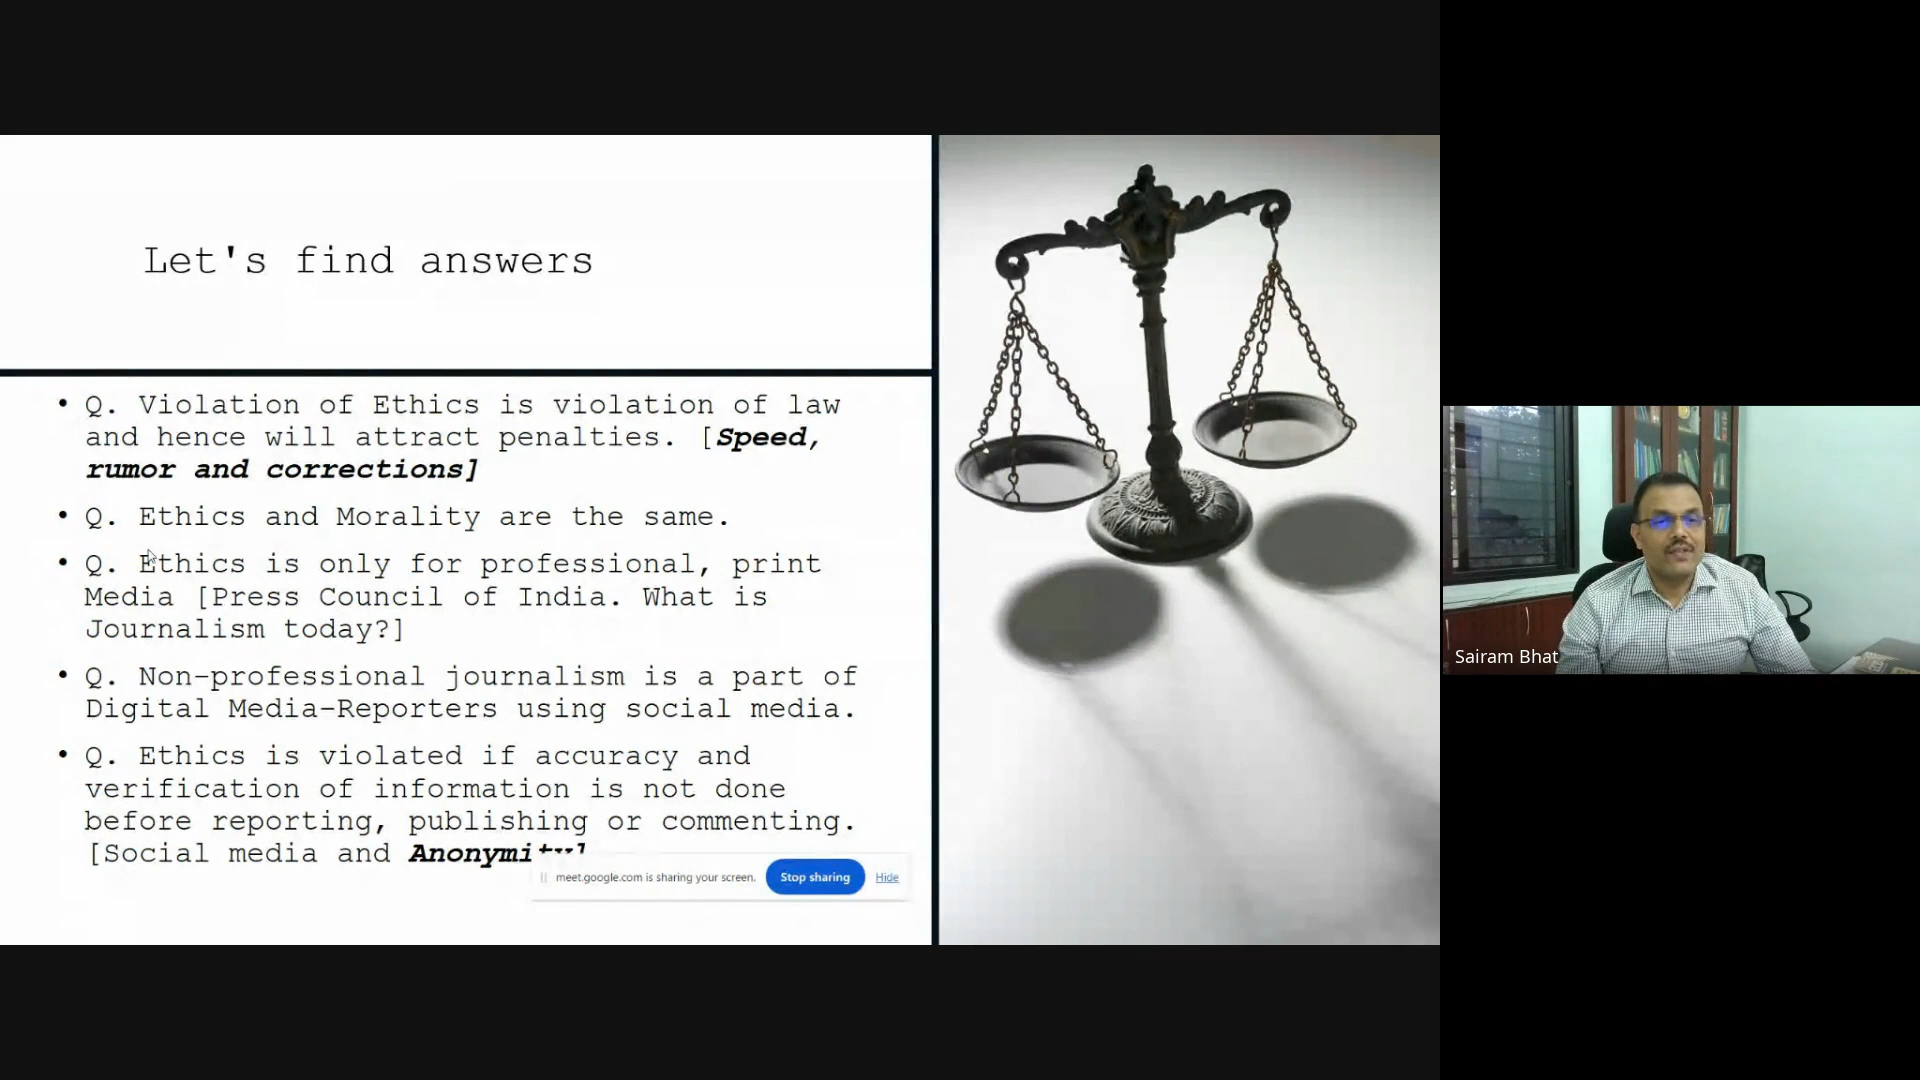 Let's find answers
• Q. Violation of Ethics is violation of law
and hence will attract penalties. [Speed,
rumor and corrections]
• Q. Ethics and Morality are the same.
• Q. Ethics is only for professional, print
Media [Press Council of India. What is
Journalism today?]
• Q. Non-professional journalism is a part of
Digital Media-Reporters using social media.
• Q. Ethics is violated if accuracy and
verification of information is not done
before reporting, publishing or commenting.
[Social media and Anonymity]
meet.google.com is sharing your screen. Stop sharing Hide
Sairam Bhat